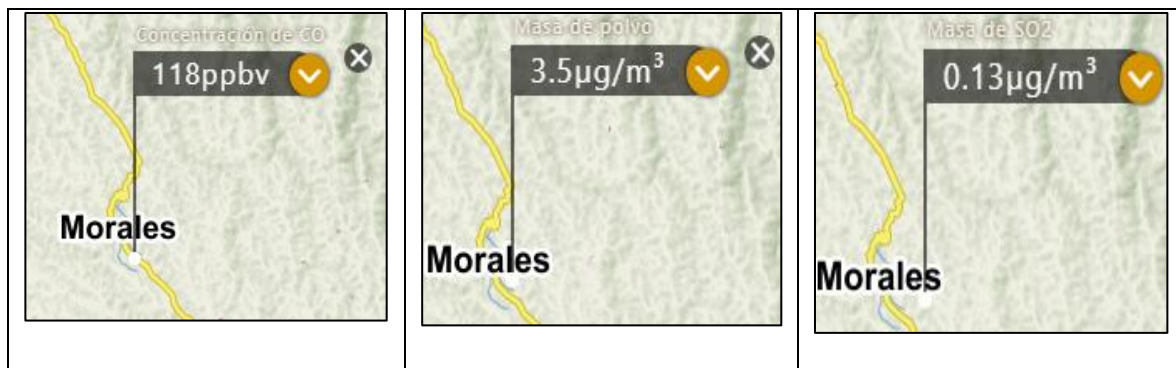 Concentración de CO
118ppbv
Morales
Masa de polvo
3.5µg/m³
Morales
Masa de SO2
0.13µg/m³
Morales